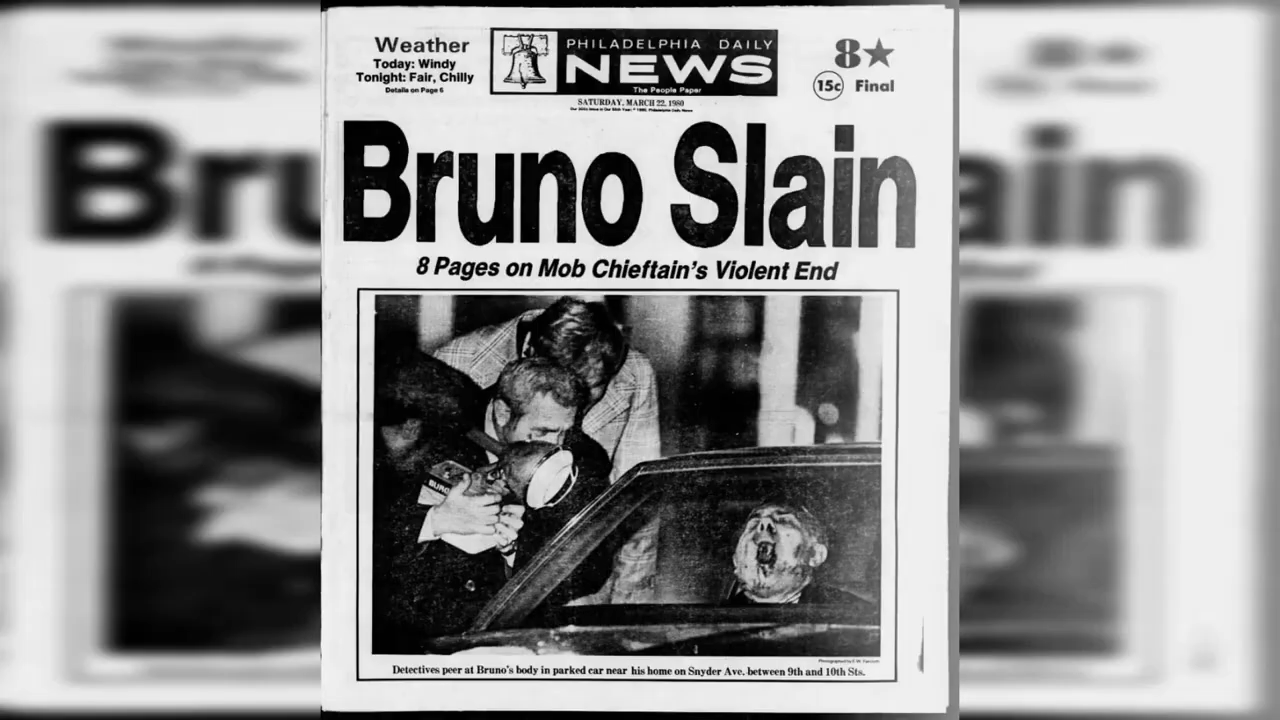 Weather
Today: Windy
Tonight: Fair, Chilly
Details on Page 6
PHILADELPHIA DAILY
NEWS
The People Paper
8★
15c Final
SATURDAY, MARCH 22, 1980
Bruno Slain
8 Pages on Mob Chieftain's Violent End
Detectives peer at Bruno's body in parked car near his home on Snyder Ave. between 9th and 10th Sts.